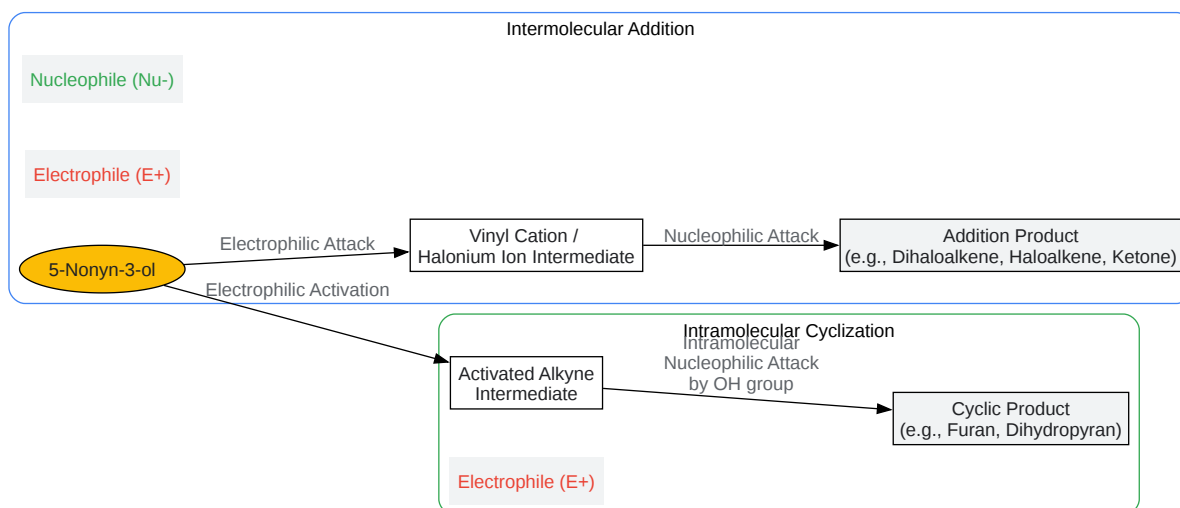 Intermolecular Addition
Nucleophile (Nu-)
Electrophile (E+)
5-Nonyn-3-ol
Electrophilic Attack
Vinyl Cation /
Halonium Ion Intermediate
Nucleophilic Attack
Addition Product
(e.g., Dihaloalkene, Haloalkene, Ketone)
Electrophilic Activation
Intramolecular Cyclization
Activated Alkyne
Intermediate
Intramolecular
Nucleophilic Attack
by OH group
Cyclic Product
(e.g., Furan, Dihydropyran)
Electrophile (E+)